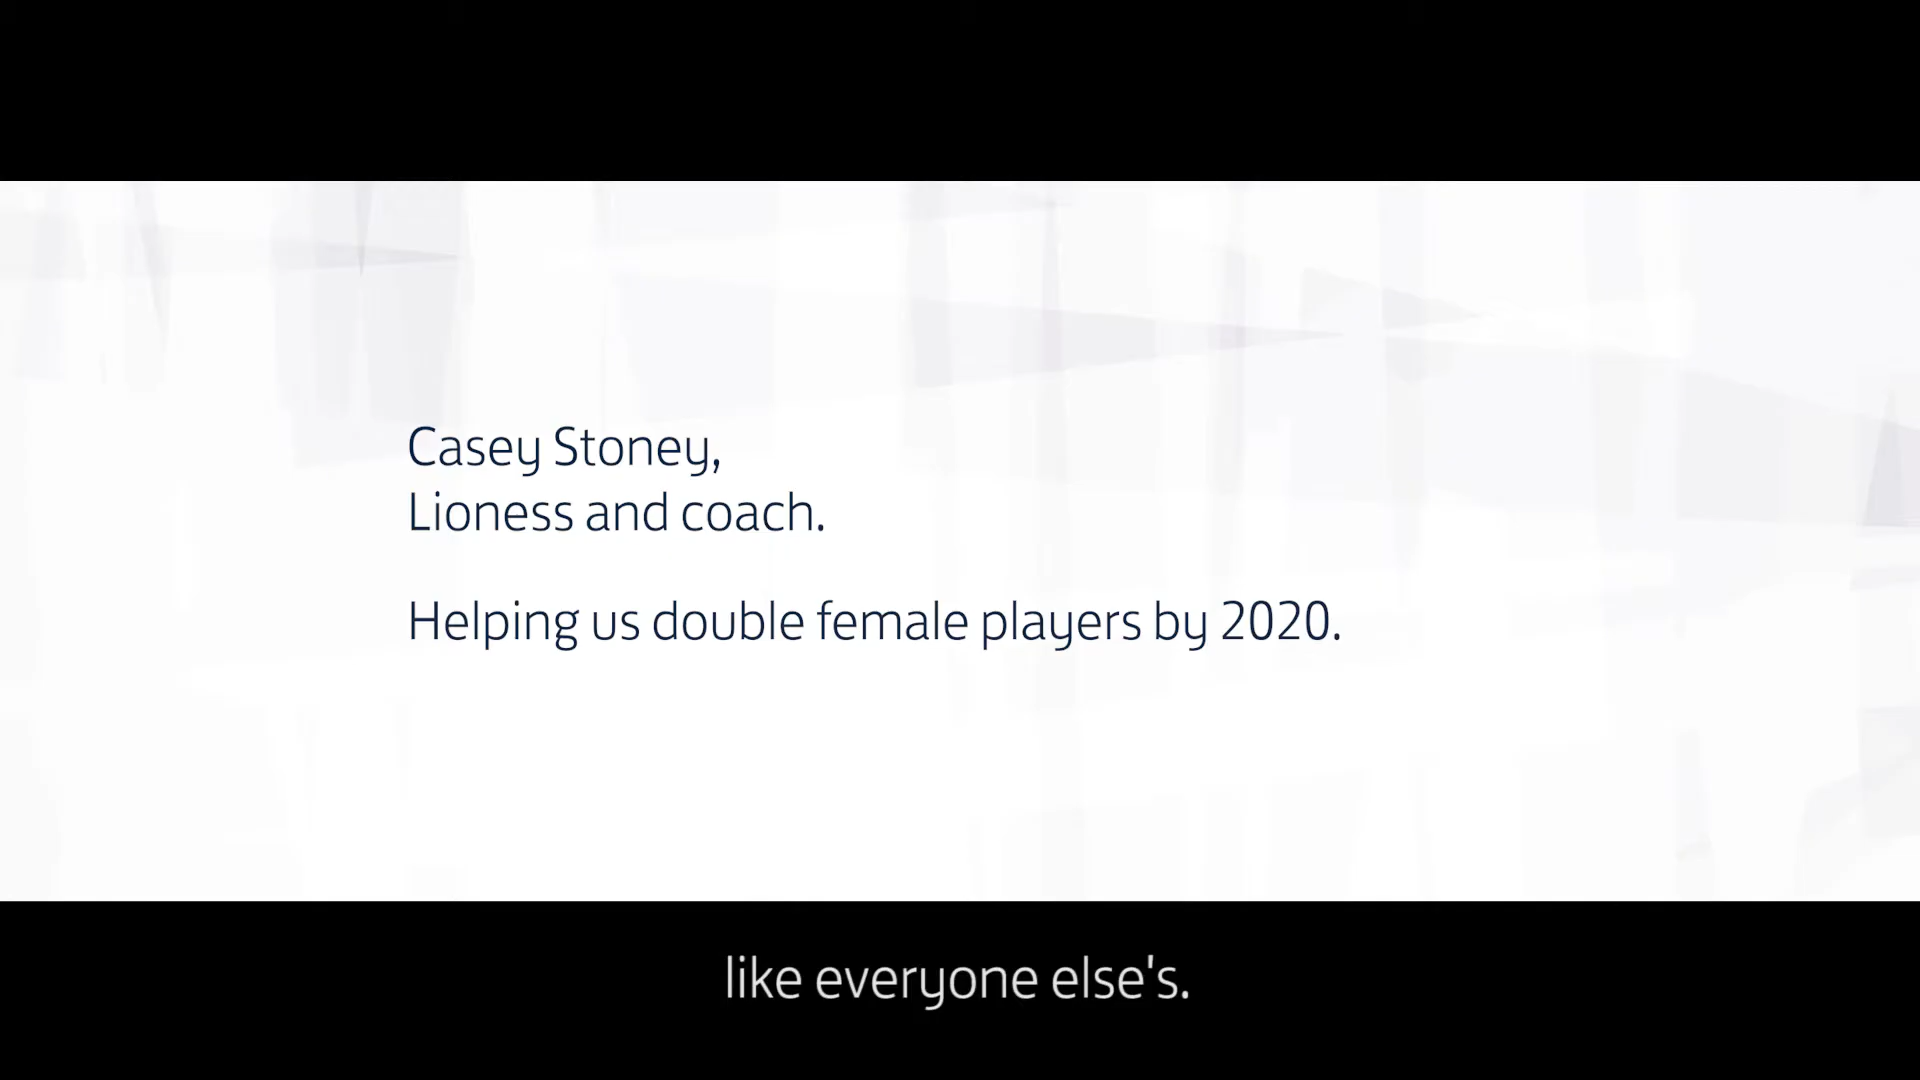 Casey Stoney,
Lioness and coach.
Helping us double female players by 2020.
like everyone else's.